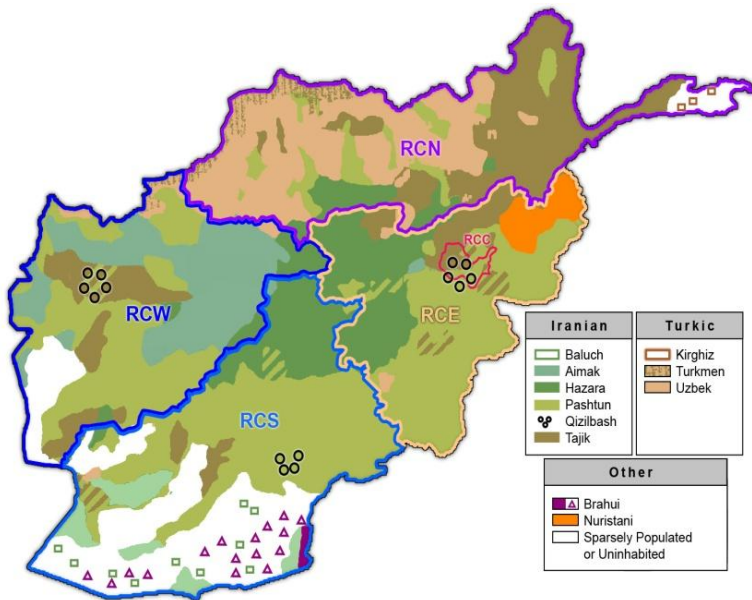 RCN
RCC
RCW
RCE
RCS
Iranian
Baluch
Aimak
Hazara
Pashtun
Qizilbash
Tajik
Turkic
Kirghiz
Turkmen
Uzbek
Other
Brahui
Nuristani
Sparsely Populated
or Uninhabited